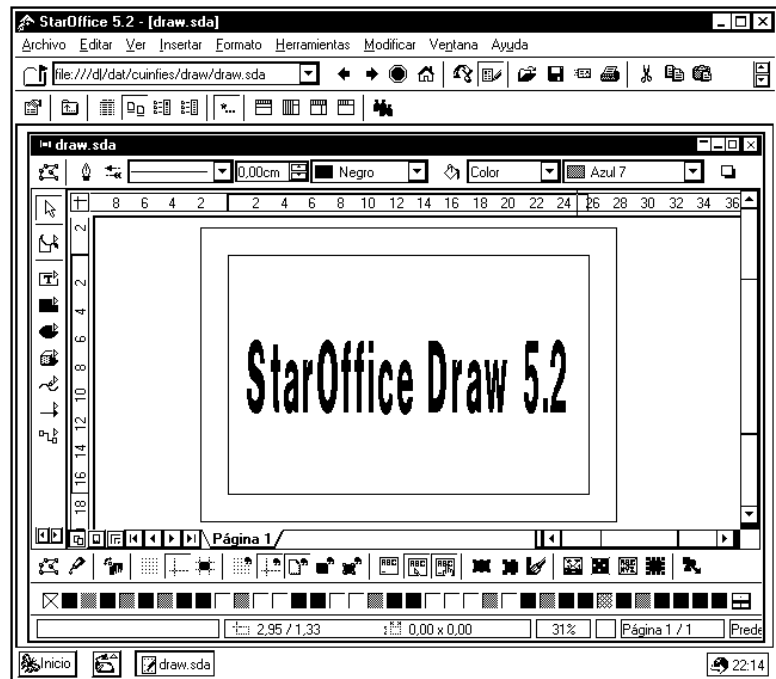 StarOffice 5.2 - [draw.sda]
Archivo Editar Ver Insertar Formato Herramientas Modificar Ventana Ayuda
file:///d|/dat/cuinfies/draw/draw.sda
*...
draw.sda
0,00cm Negro Color Azul 7
8 6 4 2 2 4 6 8 10 12 14 16 18 20 22 24 26 28 30 32 34 36
2
2
4
6
8
10
12
14
16
18
StarOffice Draw 5.2
Página 1
2,95 / 1,33 0,00 x 0,00 31% Página 1 / 1 Prede
Inicio draw.sda 22:14